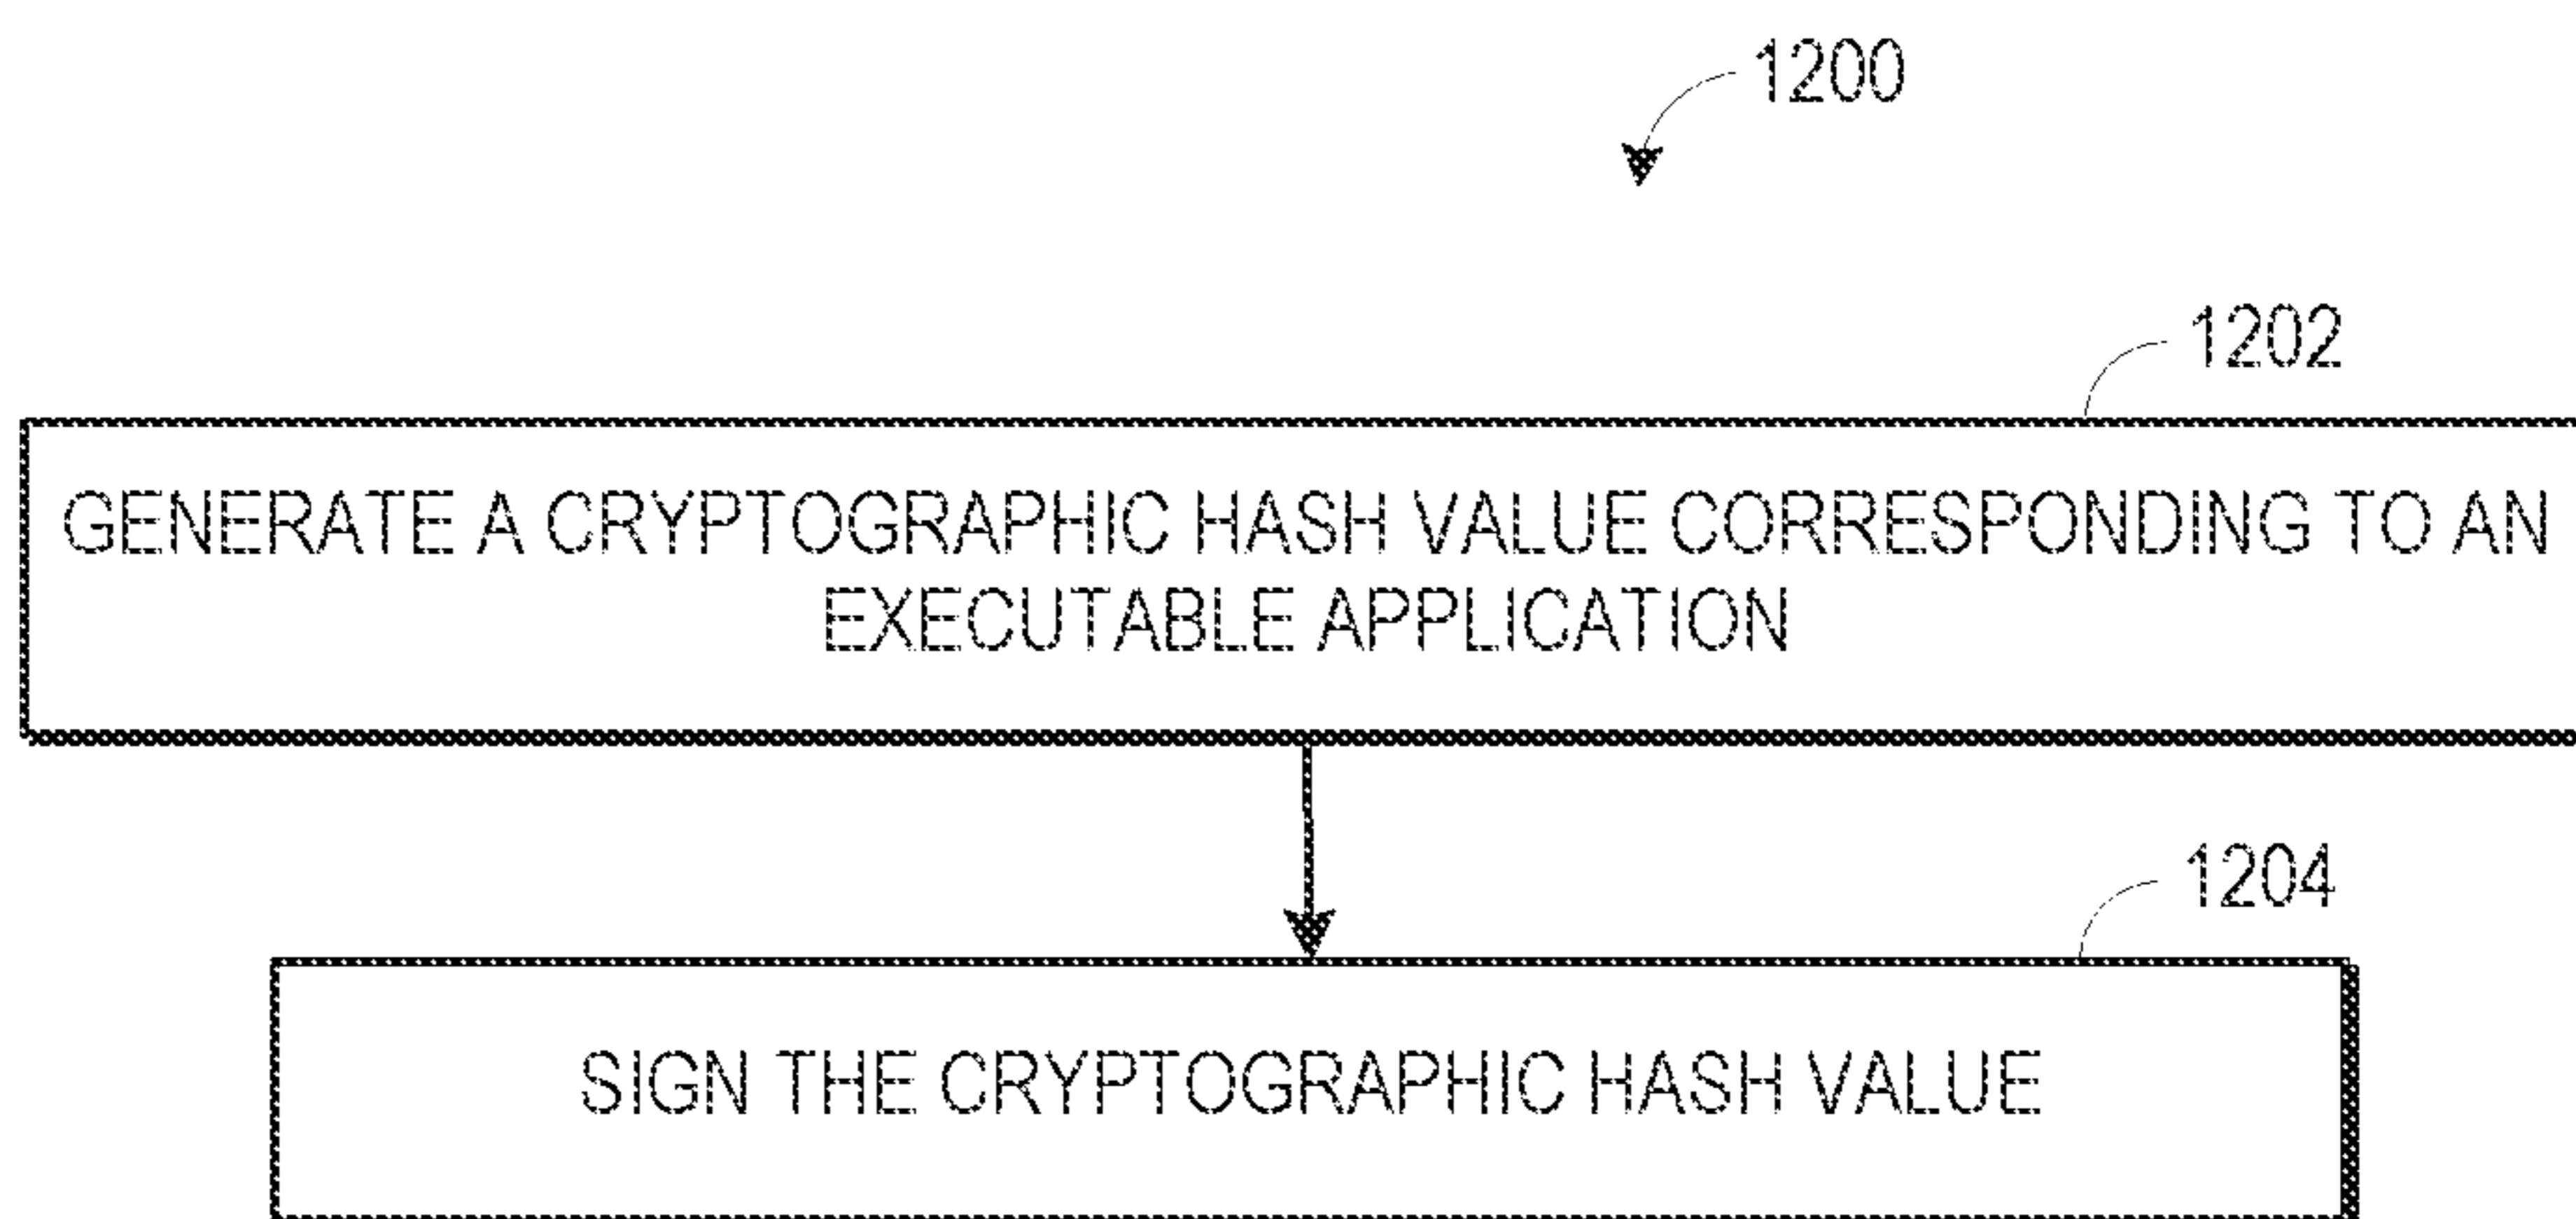 1200
1202
GENERATE A CRYPTOGRAPHIC HASH VALUE CORRESPONDING TO AN
EXECUTABLE APPLICATION
1204
SIGN THE CRYPTOGRAPHIC HASH VALUE